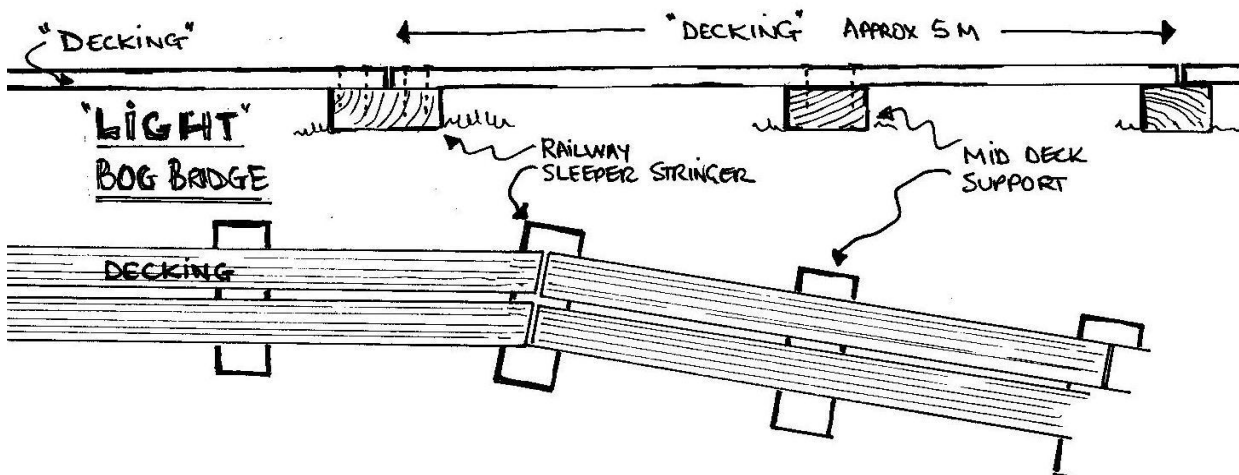 "DECKING"
"DECKING" APPROX 5 M
"LIGHT"
BOG BRIDGE
RAILWAY
SLEEPER STRINGER
MID DECK
SUPPORT
DECKING